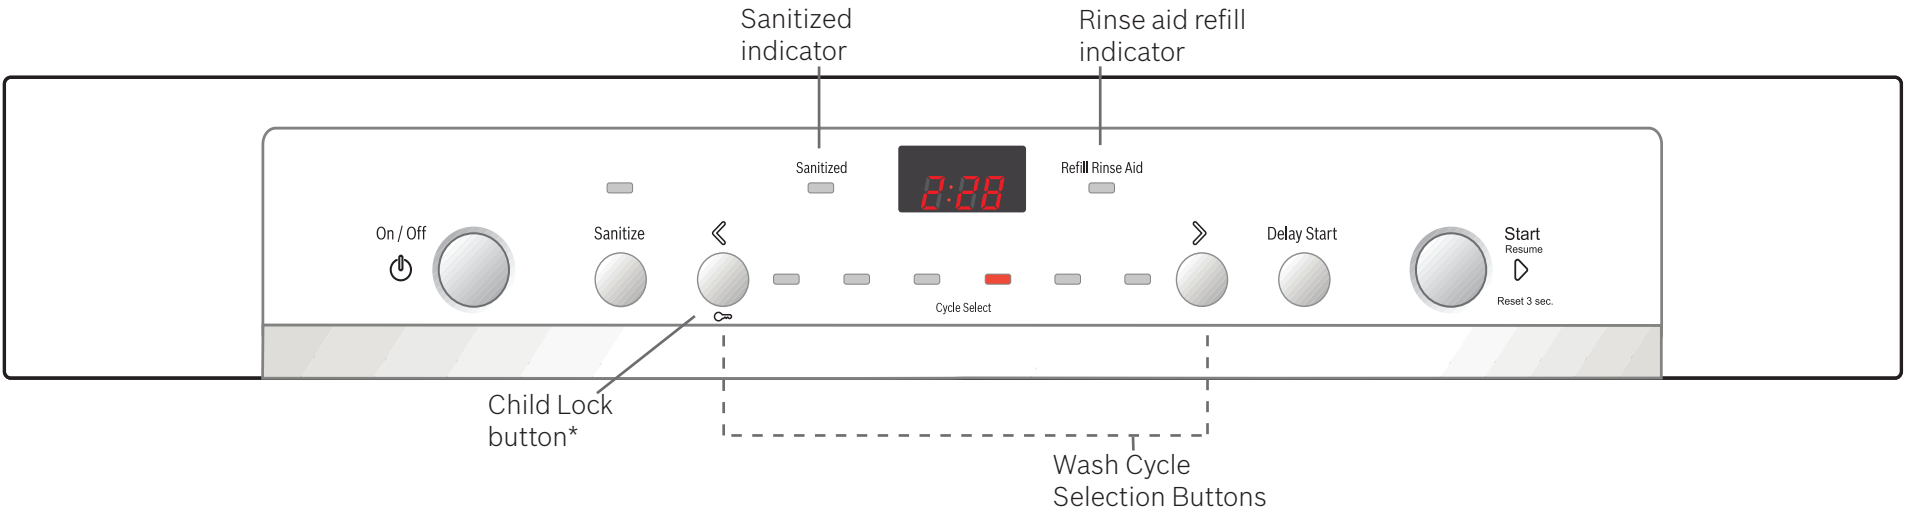 Sanitized
indicator
Rinse aid refill
indicator
Sanitized
2:28
Refill Rinse Aid
On / Off
Sanitize
Delay Start
Start
Resume
Reset 3 sec.
Cycle Select
Child Lock
button*
Wash Cycle
Selection Buttons